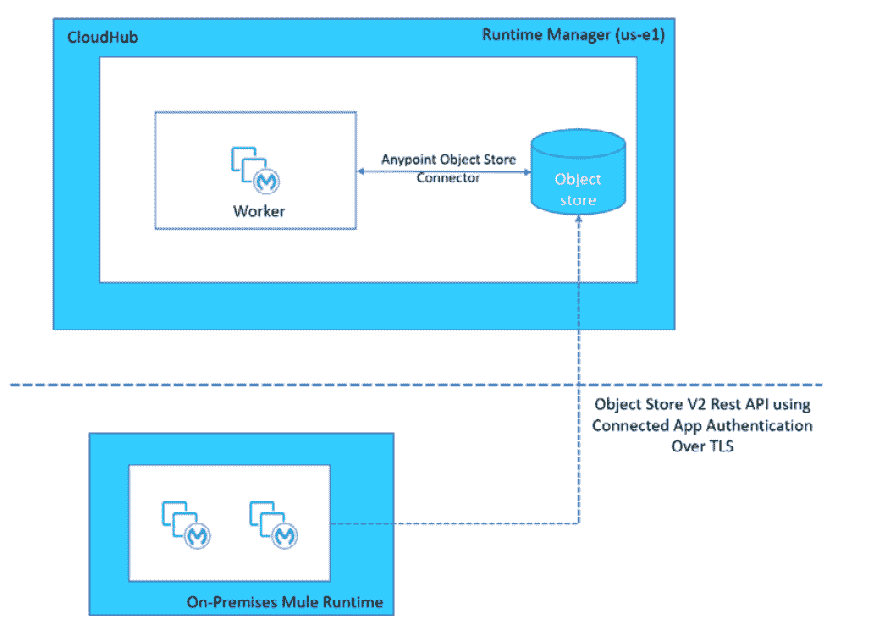 CloudHub
Runtime Manager (us-e1)
Anypoint Object Store
Connector
Worker
Object
store
Object Store V2 Rest API using
Connected App Authentication
Over TLS
On-Premises Mule Runtime